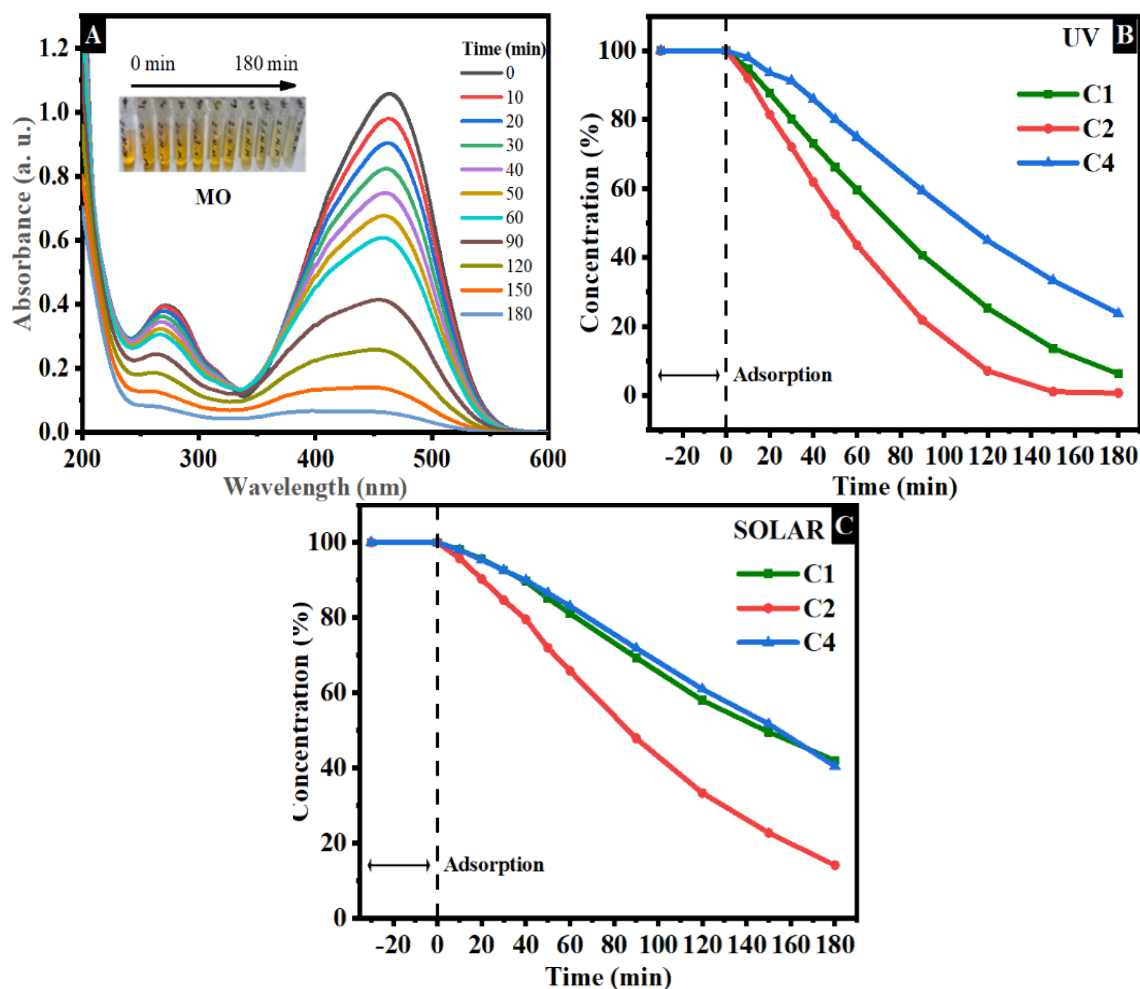 A
Time (min)
0
10
20
30
40
50
60
90
120
150
180
0 min 180 min
MO
1.2
1.0
0.8
0.6
0.4
0.2
0.0
200 300 400 500 600
Absorbance (a. u.)
Wavelength (nm)
B
UV
C1
C2
C4
100
80
60
40
20
0
Concentration (%)
Adsorption
-20 0 20 40 60 80 100 120 140 160 180
Time (min)
C
SOLAR
C1
C2
C4
100
80
60
40
20
0
Concentration (%)
Adsorption
-20 0 20 40 60 80 100 120 140 160 180
Time (min)